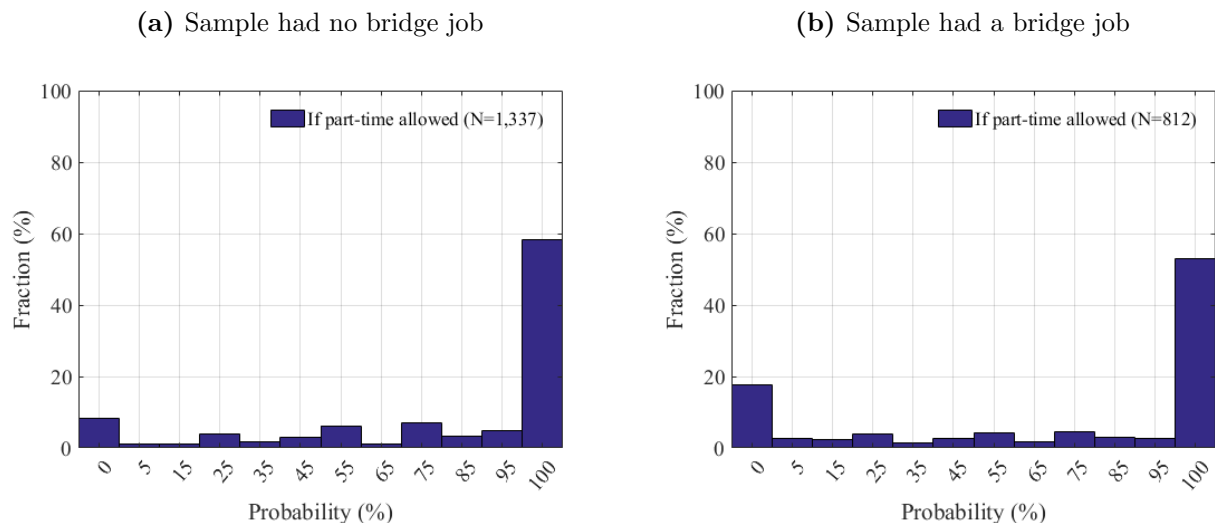 (a) Sample had no bridge job
100
80
60
40
20
0
Fraction (%)
If part-time allowed (N=1,337)
0 5 15 25 35 45 55 65 75 85 95 100
Probability (%)
(b) Sample had a bridge job
100
80
60
40
20
0
Fraction (%)
If part-time allowed (N=812)
0 5 15 25 35 45 55 65 75 85 95 100
Probability (%)